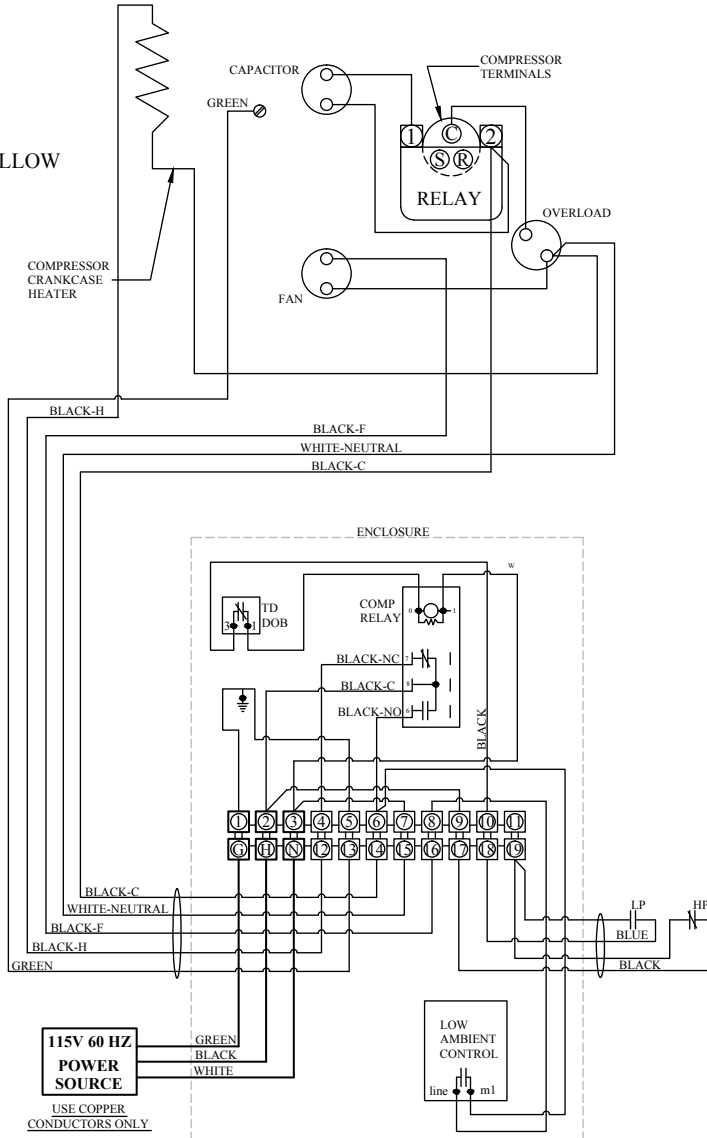 CAPACITOR
COMPRESSOR
TERMINALS
GREEN
LLOW
1
C
2
S R
RELAY
OVERLOAD
COMPRESSOR
CRANKCASE
HEATER
FAN
BLACK-H
BLACK-F
WHITE-NEUTRAL
BLACK-C
ENCLOSURE
W
TD
DOB
3 1
COMP
RELAY
0 1
BLACK-NC 7
BLACK-C 8
BLACK-NO 6
BLACK
1 2 3 4 5 6 7 8 9 10 11
G H N 12 13 14 15 16 17 18 19
BLACK-C
WHITE-NEUTRAL
BLACK-F
BLACK-H
GREEN
LP
HP
BLUE
BLACK
115V 60 HZ
POWER
SOURCE
GREEN
BLACK
WHITE
USE COPPER
CONDUCTORS ONLY
LOW
AMBIENT
CONTROL
line m1